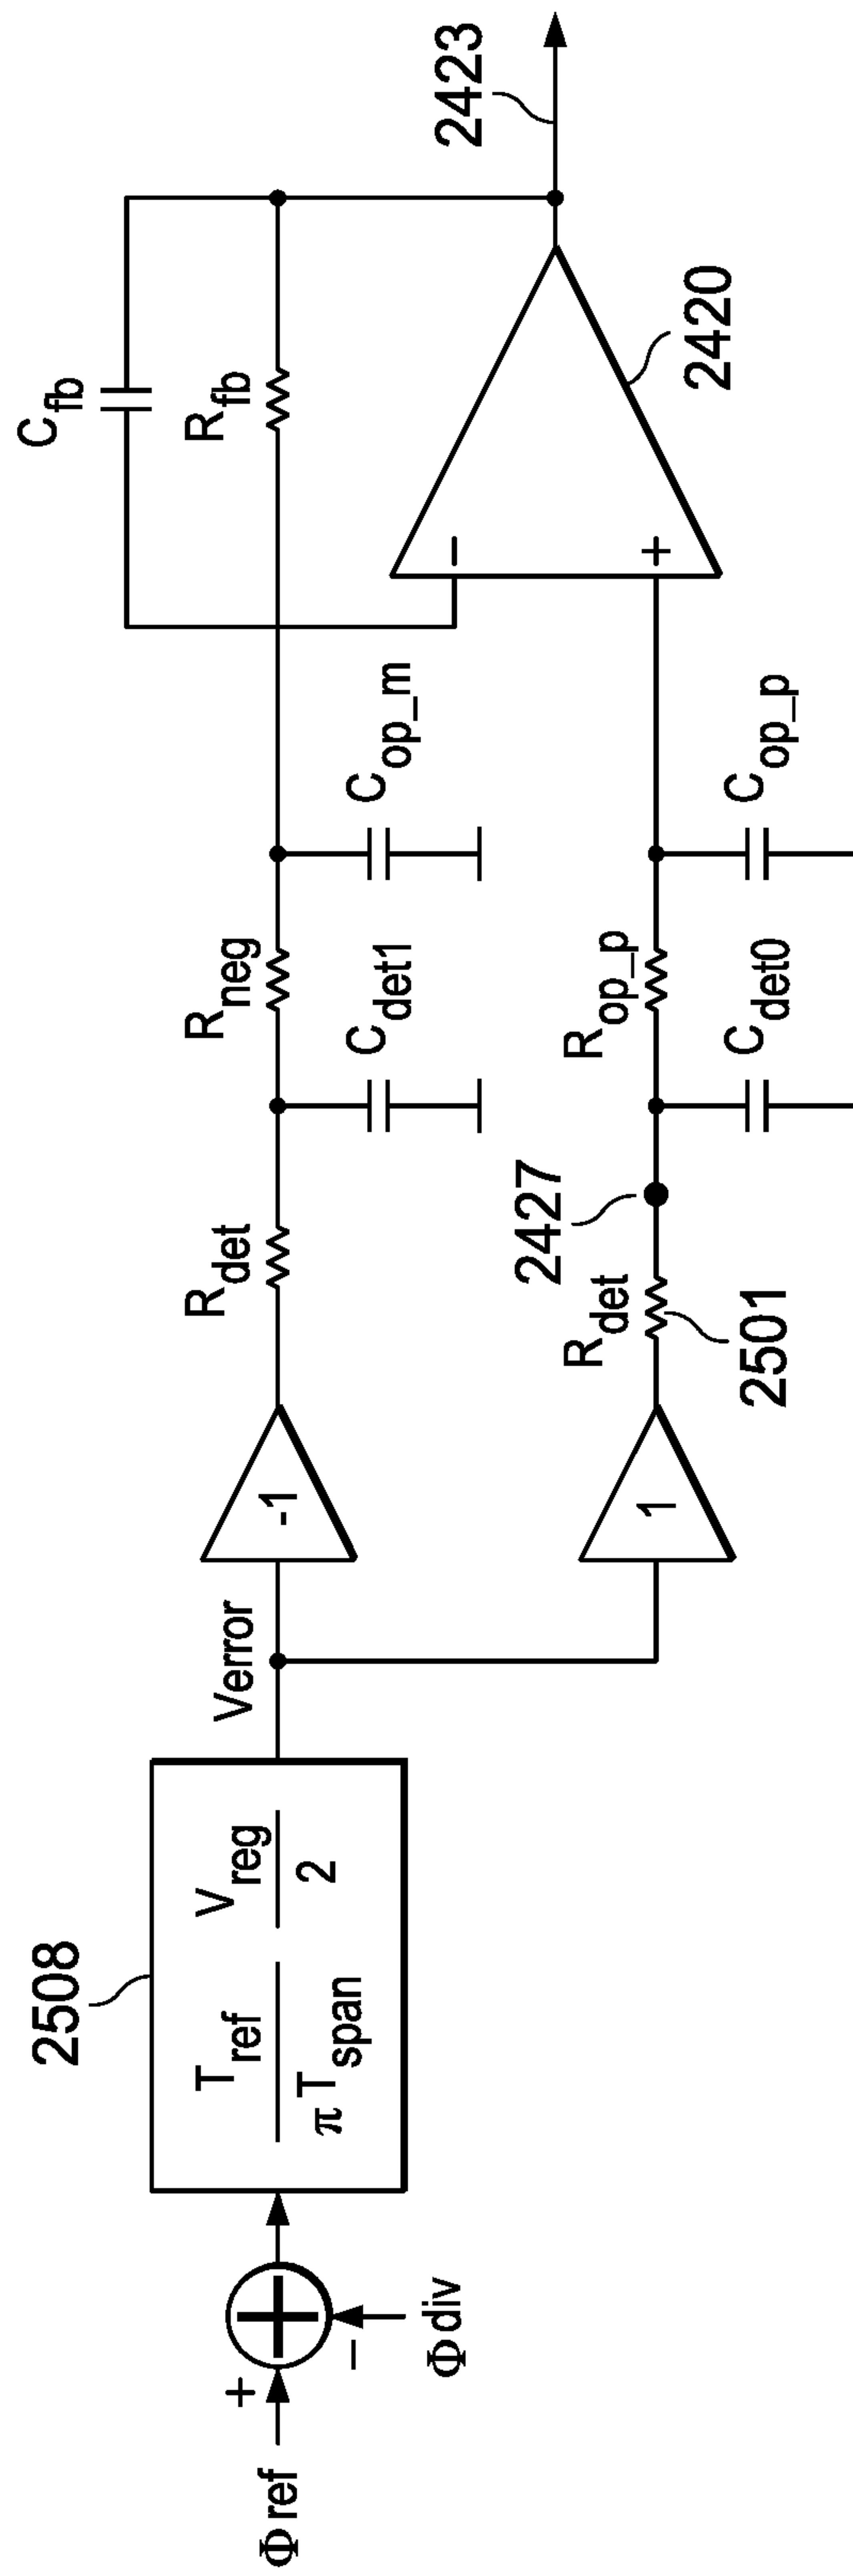 Φref
+
−
Φdiv
2508
T_ref
πT_span
V_reg
2
Verror
-1
1
R_det
C_det1
R_neg
C_op_m
R_fb
C_fb
R_det
2501
2427
C_det0
R_op_p
C_op_p
−
+
2420
2423